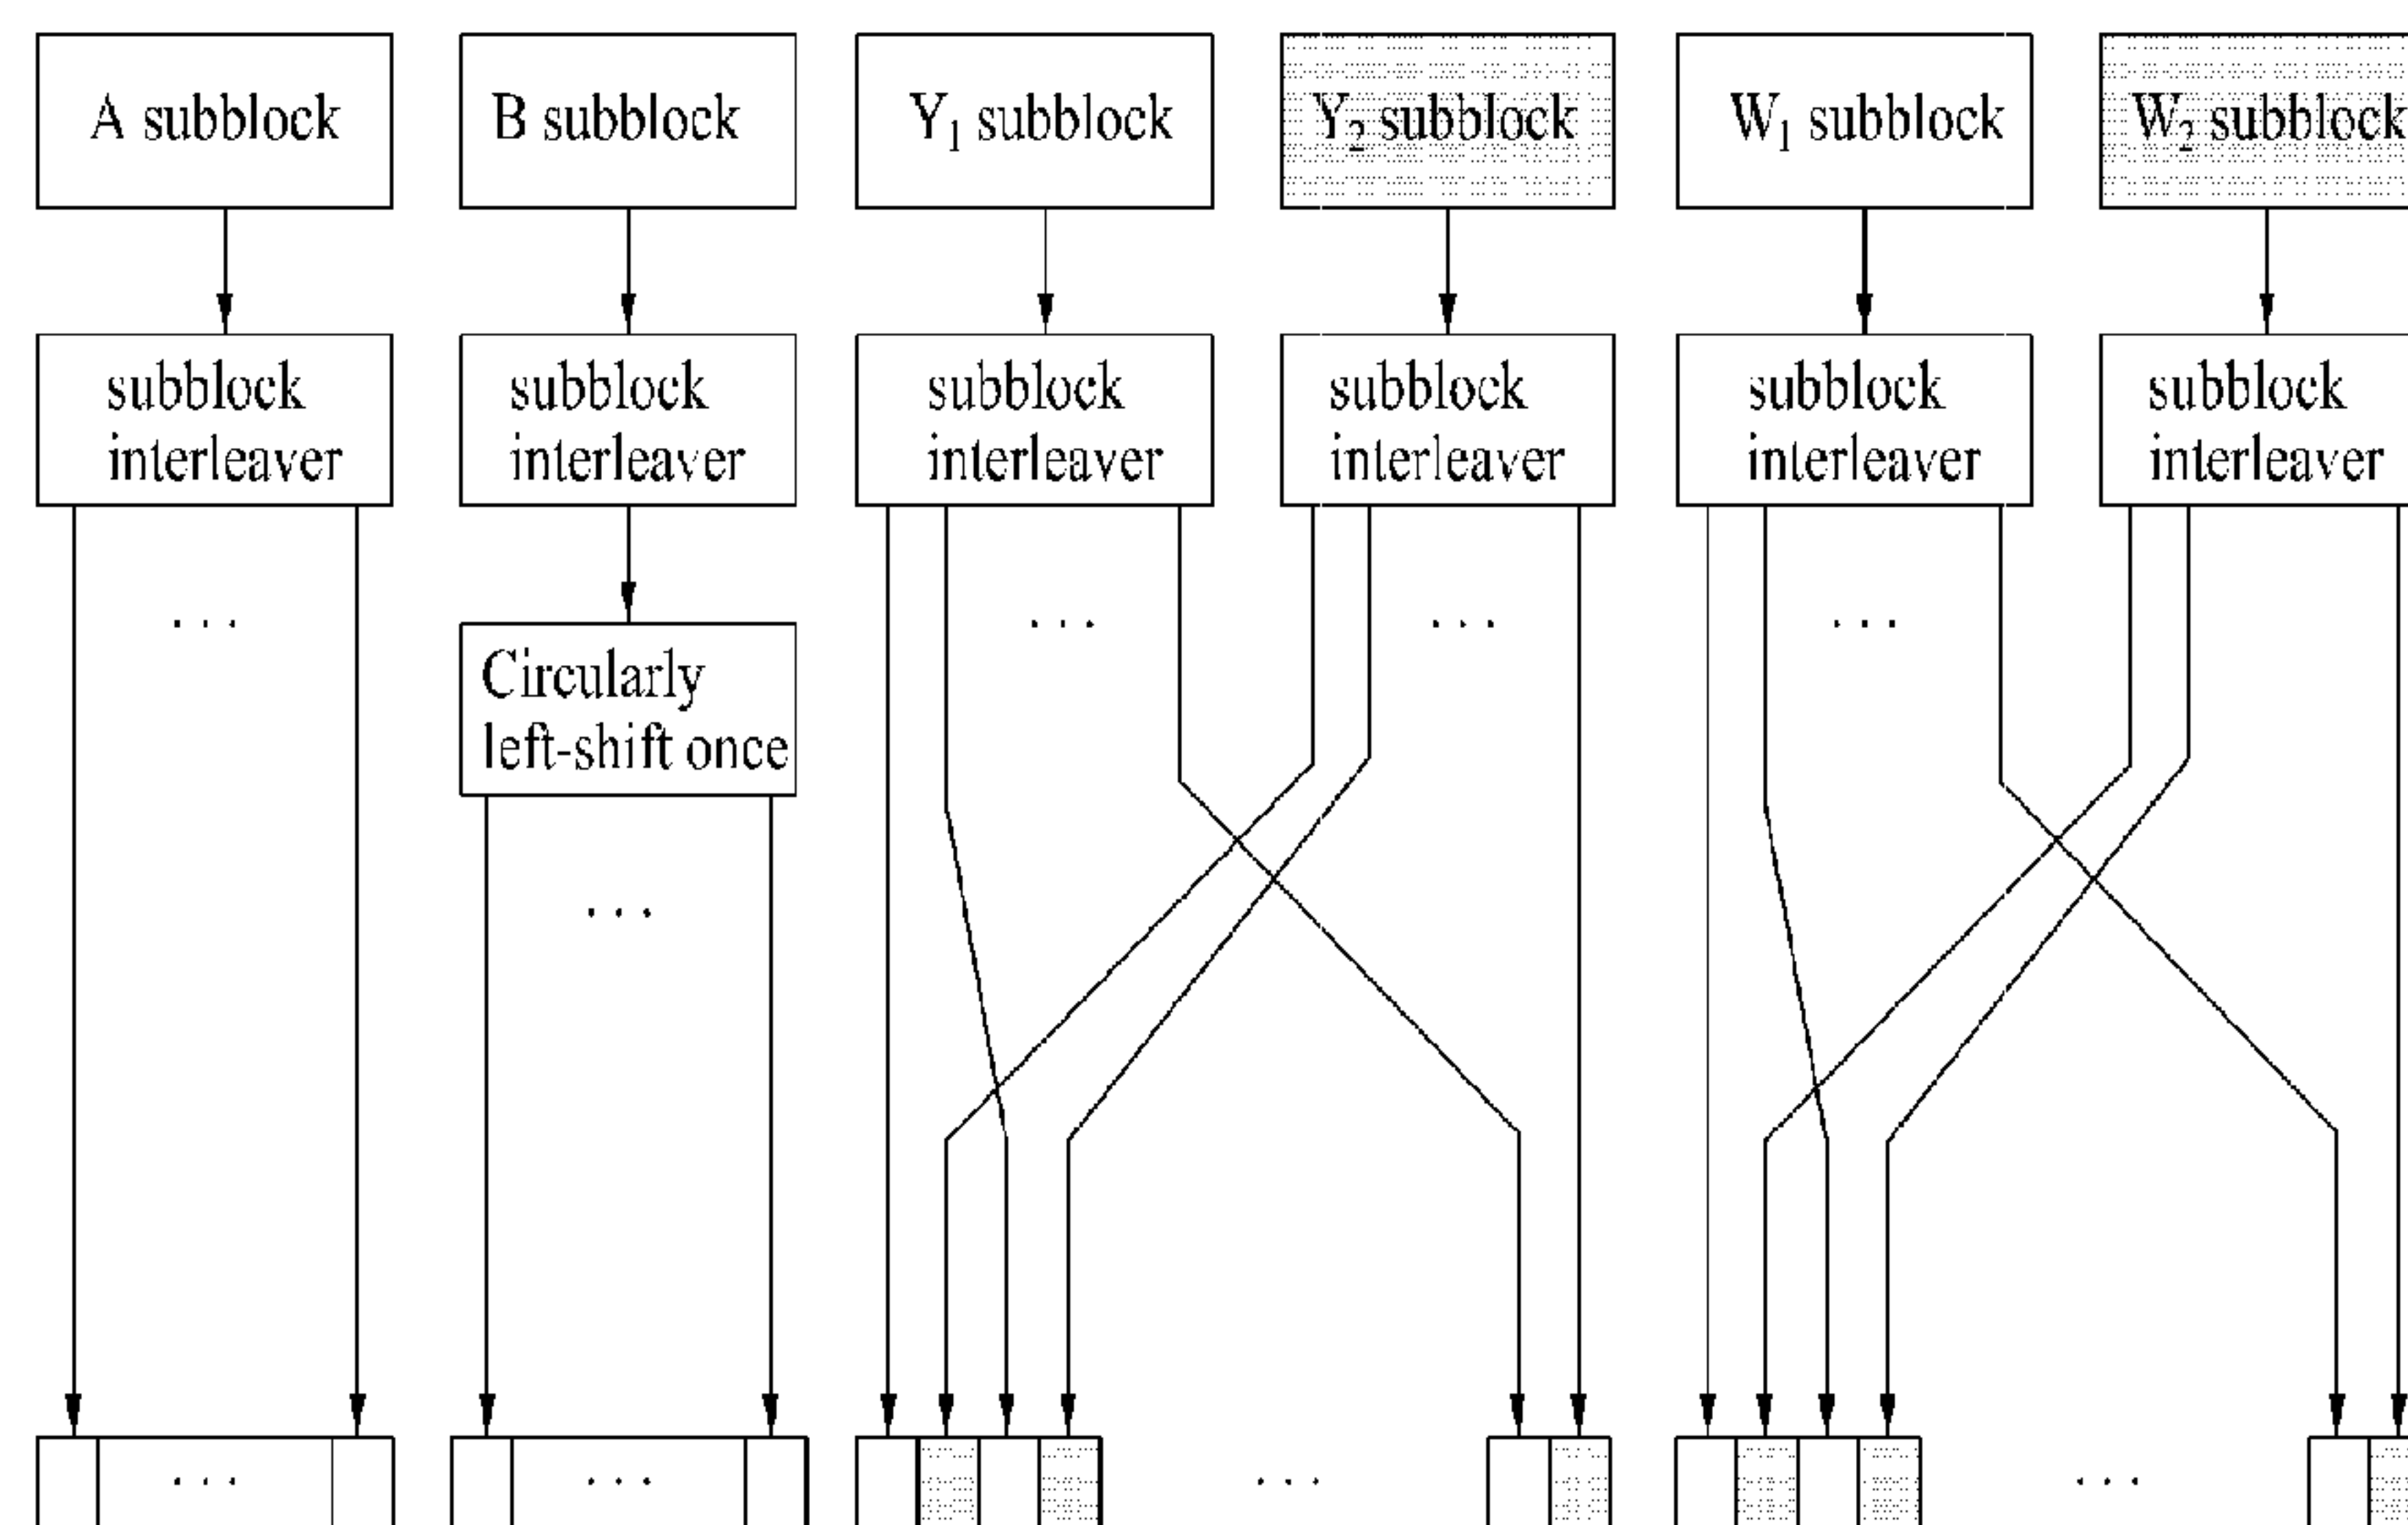 A subblock
B subblock
Y1 subblock
Y2 subblock
W1 subblock
W2 subblock
subblock
interleaver
subblock
interleaver
subblock
interleaver
subblock
interleaver
subblock
interleaver
subblock
interleaver
...
...
...
...
Circularly
left-shift once
...
...
...
...
...